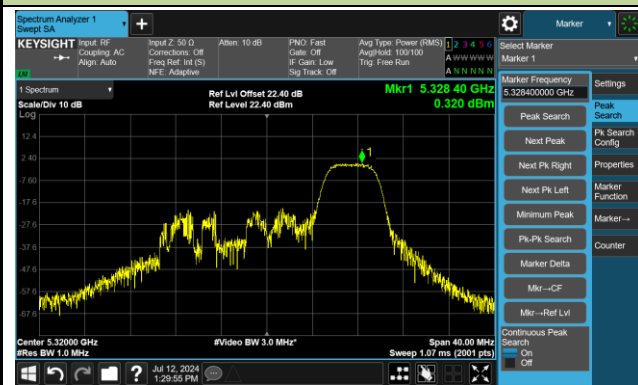 Spectrum Analyzer 1
Swept SA
+
Marker
KEYSIGHT
Input: RF
Coupling: AC
Align: Auto
Input Z: 50 Ω
Corrections: Off
Freq Ref: Int (S)
NFE: Adaptive
Atten: 10 dB
PNO: Fast
Gate: Off
IF Gain: Low
Sig Track: Off
Avg Type: Power (RMS)
Avg|Hold: 100/100
Trig: Free Run
1 2 3 4 5 6
A W W W W W
A N N N N N
Select Marker
Marker 1
1 Spectrum
Scale/Div 10 dB
Log
Ref Lvl Offset 22.40 dB
Ref Level 22.40 dBm
Mkr1 5.328 40 GHz
0.320 dBm
1
12.4
2.40
-7.60
-17.6
-27.6
-37.6
-47.6
-57.6
-67.6
Center 5.32000 GHz
#Res BW 1.0 MHz
#Video BW 3.0 MHz*
Span 40.00 MHz
Sweep 1.07 ms (2001 pts)
Marker Frequency
5.328400000 GHz
Peak Search
Next Peak
Next Pk Right
Next Pk Left
Minimum Peak
Pk-Pk Search
Marker Delta
Mkr→CF
Mkr→Ref Lvl
Continuous Peak
Search
On
Off
Settings
Peak
Search
Pk Search
Config
Properties
Marker
Function
Marker→
Counter
?
Jul 12, 2024
1:29:55 PM